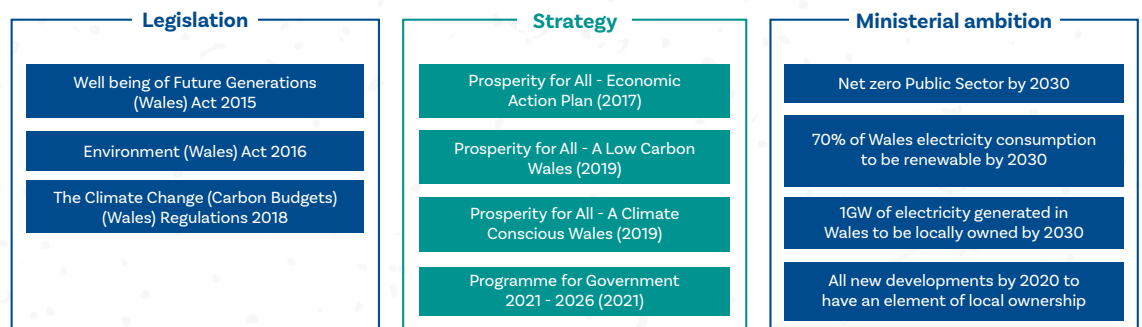 Legislation
Well being of Future Generations
(Wales) Act 2015
Environment (Wales) Act 2016
The Climate Change (Carbon Budgets)
(Wales) Regulations 2018
Strategy
Prosperity for All - Economic
Action Plan (2017)
Prosperity for All - A Low Carbon
Wales (2019)
Prosperity for All - A Climate
Conscious Wales (2019)
Programme for Government
2021 - 2026 (2021)
Ministerial ambition
Net zero Public Sector by 2030
70% of Wales electricity consumption
to be renewable by 2030
1GW of electricity generated in
Wales to be locally owned by 2030
All new developments by 2020 to
have an element of local ownership